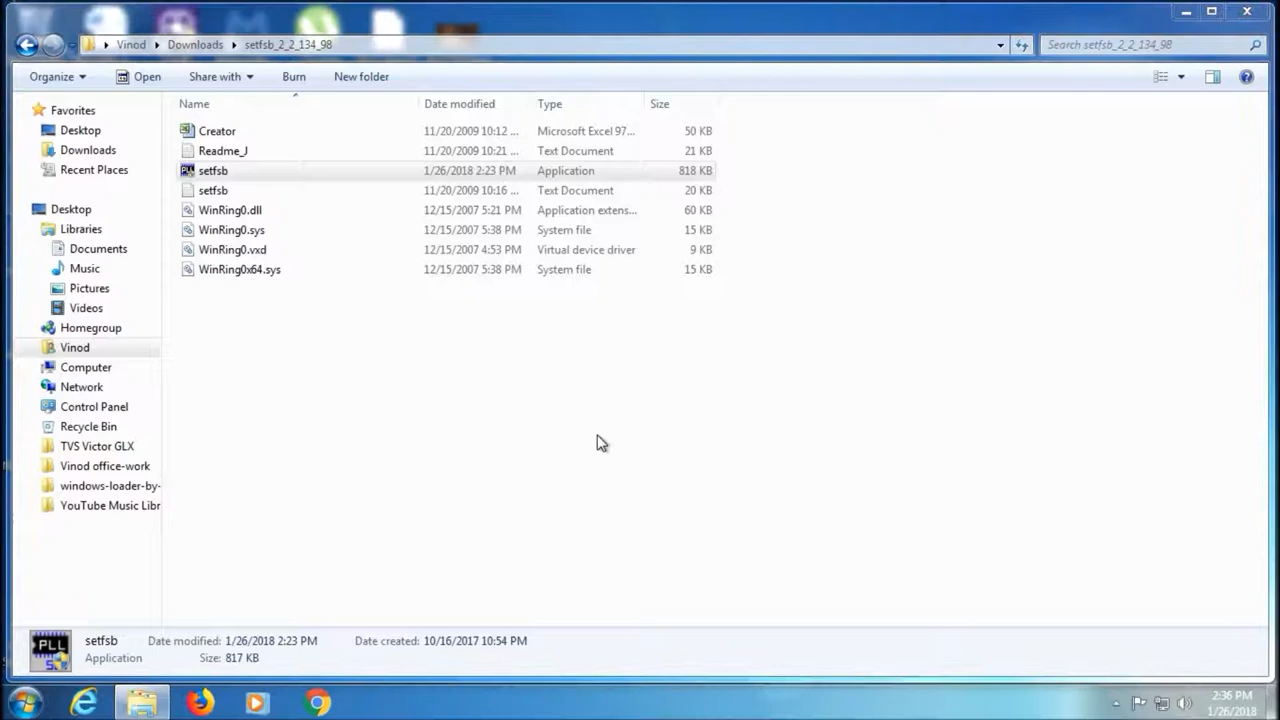 Vinod Downloads setfsb_2_2_134_98 Search setfsb_2_2_134_98
Organize Open Share with Burn New folder
Name Date modified Type Size
Creator 11/20/2009 10:12 ... Microsoft Excel 97... 50 KB
Readme_J 11/20/2009 10:21 ... Text Document 21 KB
setfsb 1/26/2018 2:23 PM Application 818 KB
setfsb 11/20/2009 10:16 ... Text Document 20 KB
WinRing0.dll 12/15/2007 5:21 PM Application extens... 60 KB
WinRing0.sys 12/15/2007 5:38 PM System file 15 KB
WinRing0.vxd 12/15/2007 4:53 PM Virtual device driver 9 KB
WinRing0x64.sys 12/15/2007 5:38 PM System file 15 KB
Favorites
Desktop
Downloads
Recent Places
Desktop
Libraries
Documents
Music
Pictures
Videos
Homegroup
Vinod
Computer
Network
Control Panel
Recycle Bin
TVS Victor GLX
Vinod office-work
windows-loader-by-
YouTube Music Libr
PLL
setfsb Date modified: 1/26/2018 2:23 PM Date created: 10/16/2017 10:54 PM
Application Size: 817 KB
2:36 PM
1/26/2018